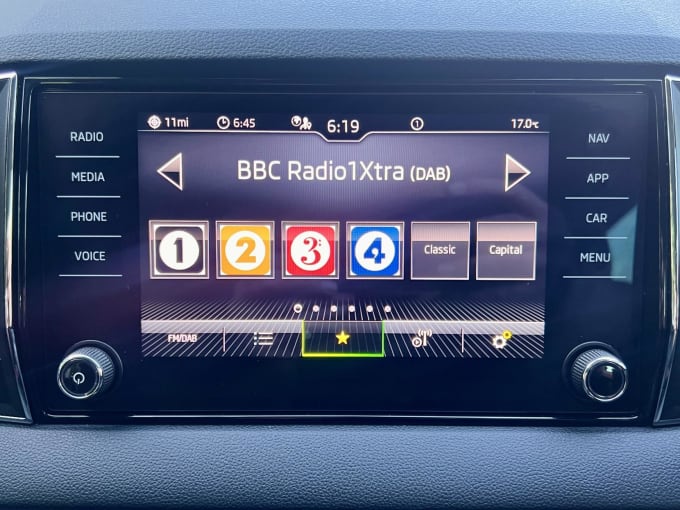 11mi 6:45 6:19 1 17.0°C
RADIO
MEDIA
PHONE
VOICE
BBC Radio1Xtra (DAB)
1 2 3 4 Classic Capital
FM/DAB
NAV
APP
CAR
MENU